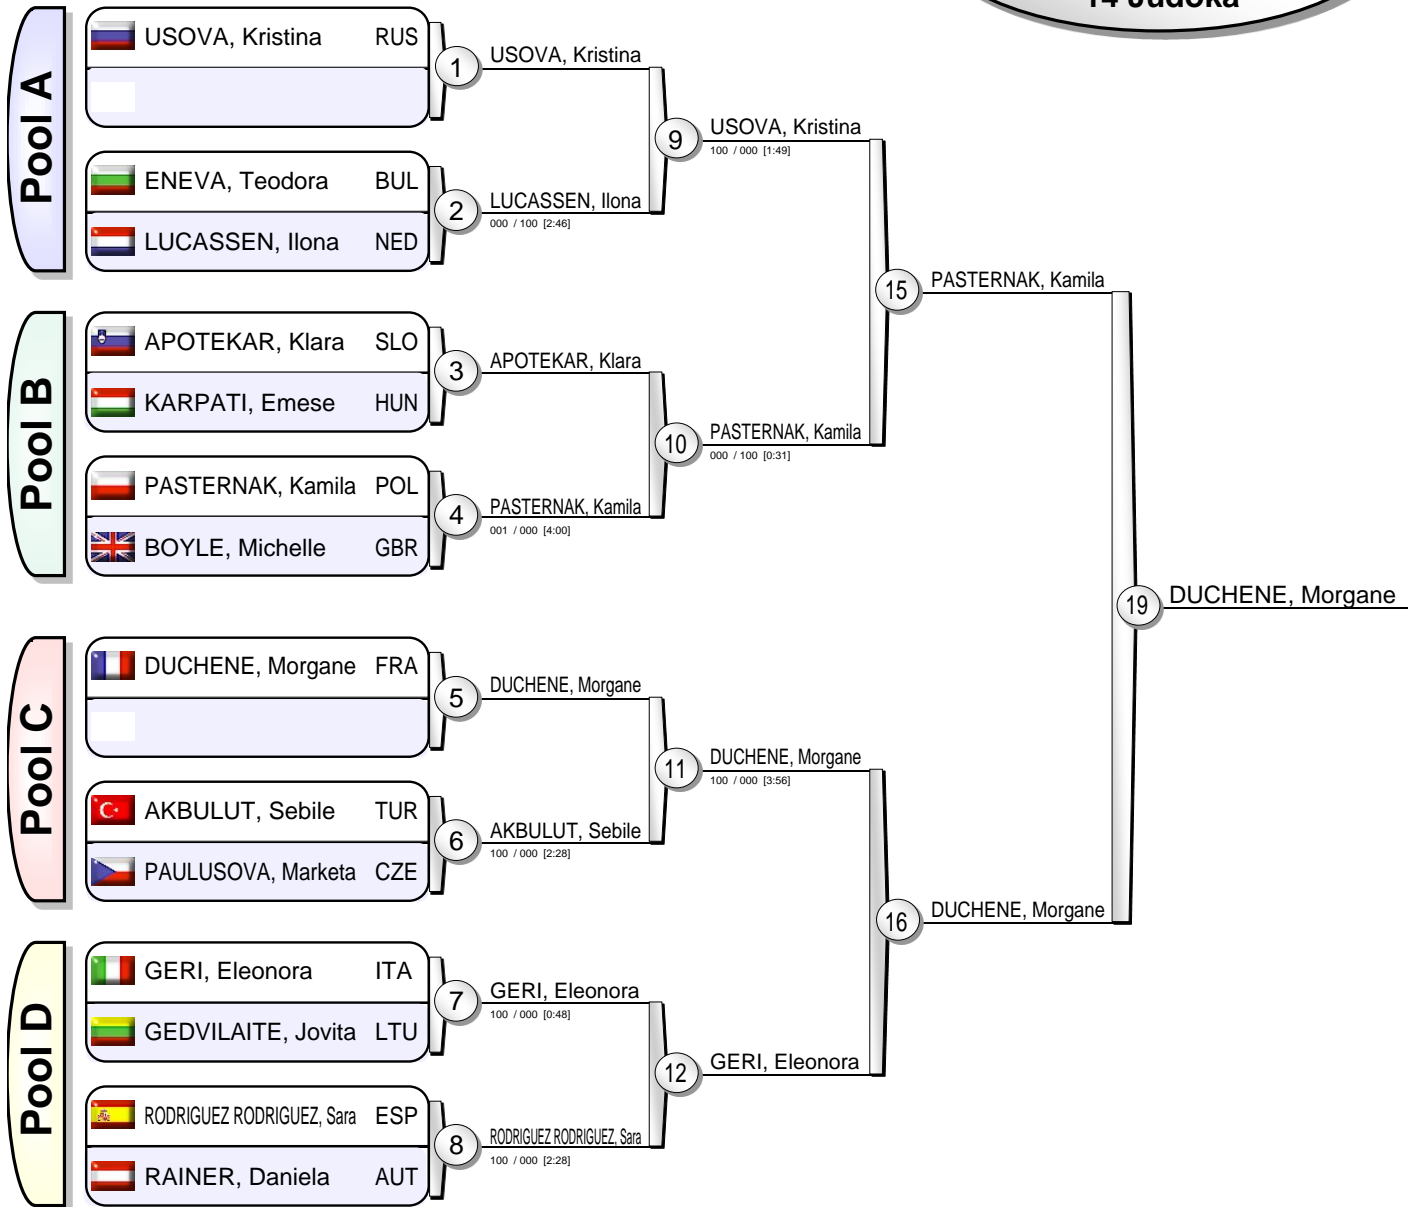 14 Judoka
Pool A
USOVA, Kristina RUS
ENEVA, Teodora BUL
LUCASSEN, Ilona NED
Pool B
APOTEKAR, Klara SLO
KARPATI, Emese HUN
PASTERNAK, Kamila POL
BOYLE, Michelle GBR
Pool C
DUCHENE, Morgane FRA
AKBULUT, Sebile TUR
PAULUSOVA, Marketa CZE
Pool D
GERI, Eleonora ITA
GEDVILAITE, Jovita LTU
RODRIGUEZ RODRIGUEZ, Sara ESP
RAINER, Daniela AUT
1
USOVA, Kristina
2
LUCASSEN, Ilona
000 / 100 [2:46]
3
APOTEKAR, Klara
4
PASTERNAK, Kamila
001 / 000 [4:00]
5
DUCHENE, Morgane
6
AKBULUT, Sebile
100 / 000 [2:28]
7
GERI, Eleonora
100 / 000 [0:48]
8
RODRIGUEZ RODRIGUEZ, Sara
100 / 000 [2:28]
9
USOVA, Kristina
100 / 000 [1:49]
10
PASTERNAK, Kamila
000 / 100 [0:31]
11
DUCHENE, Morgane
100 / 000 [3:56]
12
GERI, Eleonora
15
PASTERNAK, Kamila
16
DUCHENE, Morgane
19
DUCHENE, Morgane